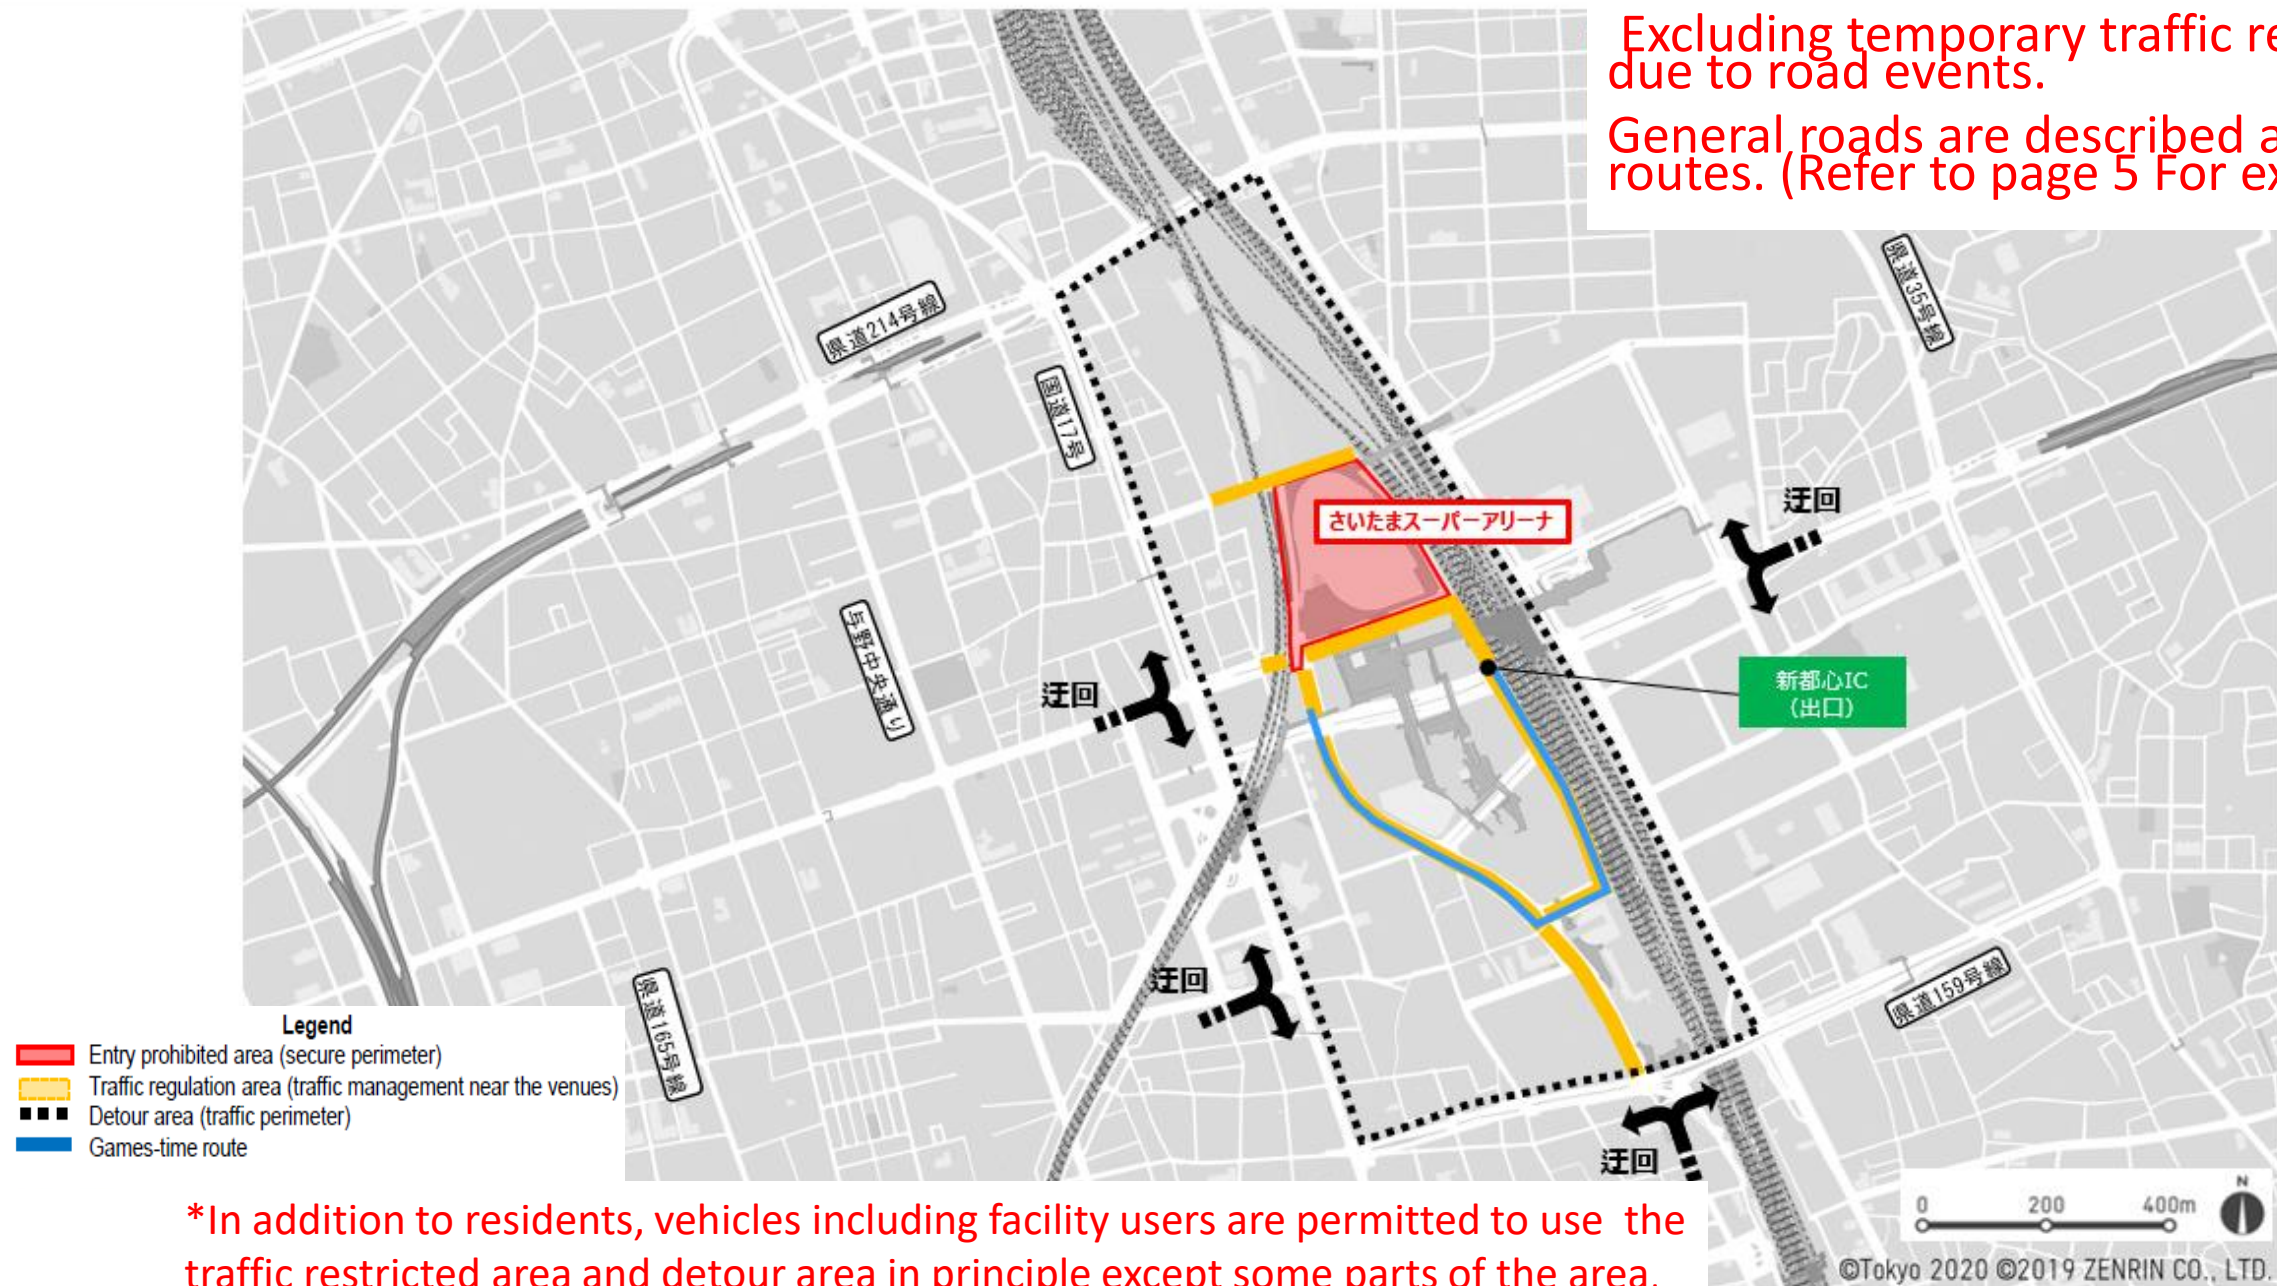 Excluding temporary traffic re
due to road events.
General roads are described a
routes. (Refer to page 5 For ex
県道35号線
県道214号線
国道17号
さいたまスーパーアリーナ
迂回
与野中央通り
迂回
新都心IC
(出口)
迂回
県道159号線
県道165号線
迂回
Legend
Entry prohibited area (secure perimeter)
Traffic regulation area (traffic management near the venues)
Detour area (traffic perimeter)
Games-time route
0 200 400m
N
*In addition to residents, vehicles including facility users are permitted to use the
traffic restricted area and detour area in principle except some parts of the area.
©Tokyo 2020 ©2019 ZENRIN CO., LTD.